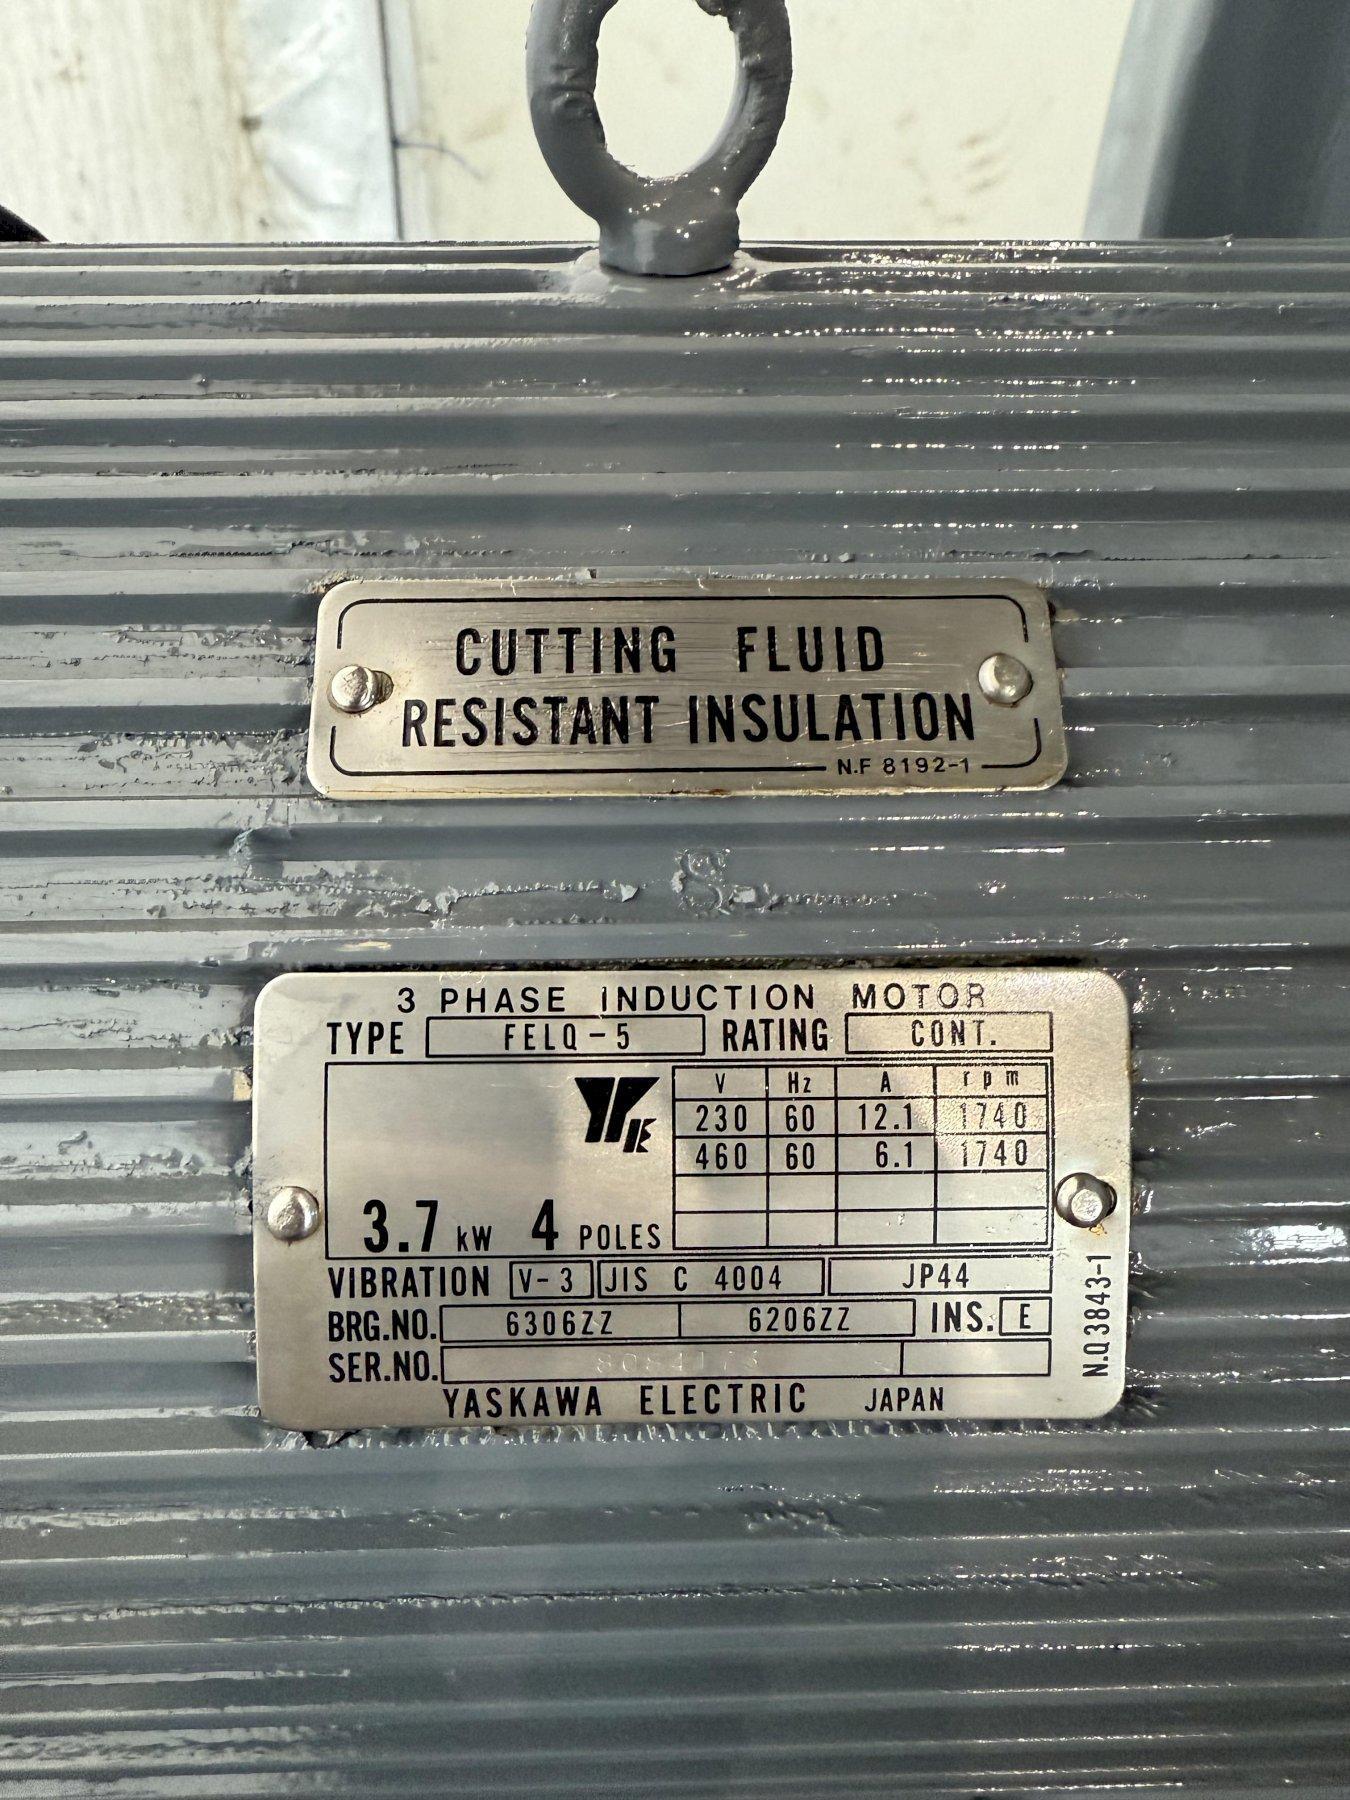 CUTTING FLUID
RESISTANT INSULATION
N.F 8192-1
3 PHASE INDUCTION MOTOR
TYPE FELQ-5 RATING CONT.
V Hz A rpm
230 60 12.1 1740
460 60 6.1 1740
3.7 kW 4 POLES
VIBRATION V-3 JIS C 4004 JP44
BRG.NO. 6306ZZ 6206ZZ INS. E
SER.NO.
YASKAWA ELECTRIC JAPAN
N.Q 3843-1